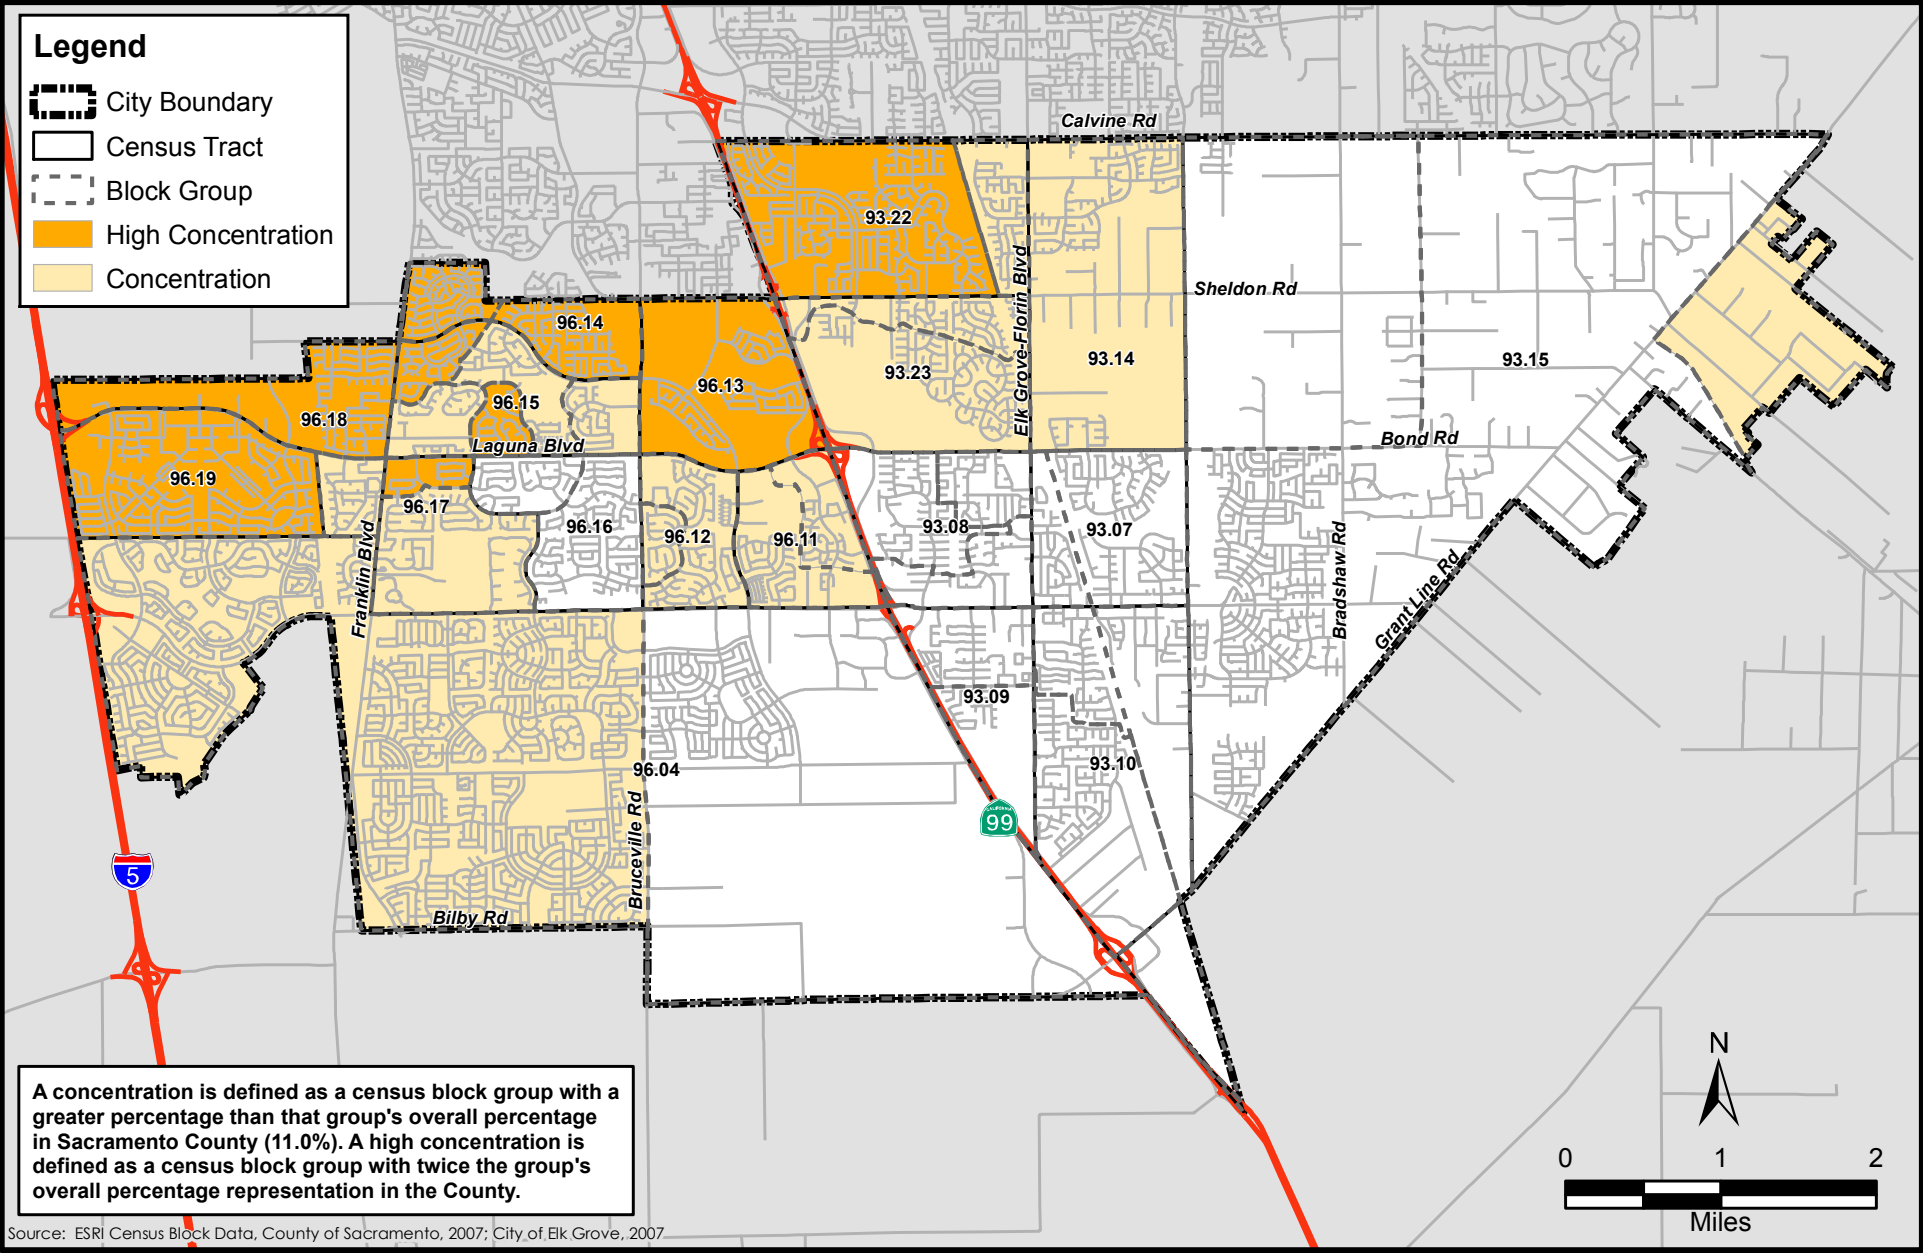 Legend
City Boundary
Census Tract
Block Group
High Concentration
Concentration
Calvine Rd
93.22
Elk Grove-Florin Blvd
Sheldon Rd
96.14
93.14
93.15
93.23
96.13
96.15
96.18
Laguna Blvd
Bond Rd
96.19
96.17
96.16
96.12
96.11
93.08
93.07
Franklin Blvd
Bradshaw Rd
Grant Line Rd
93.09
96.04
93.10
99
CALIFORNIA
Bruceville Rd
5
Bilby Rd
N
A concentration is defined as a census block group with a
greater percentage than that group's overall percentage
in Sacramento County (11.0%). A high concentration is
defined as a census block group with twice the group's
overall percentage representation in the County.
0 1 2
Miles
Source: ESRI Census Block Data, County of Sacramento, 2007; City of Elk Grove, 2007